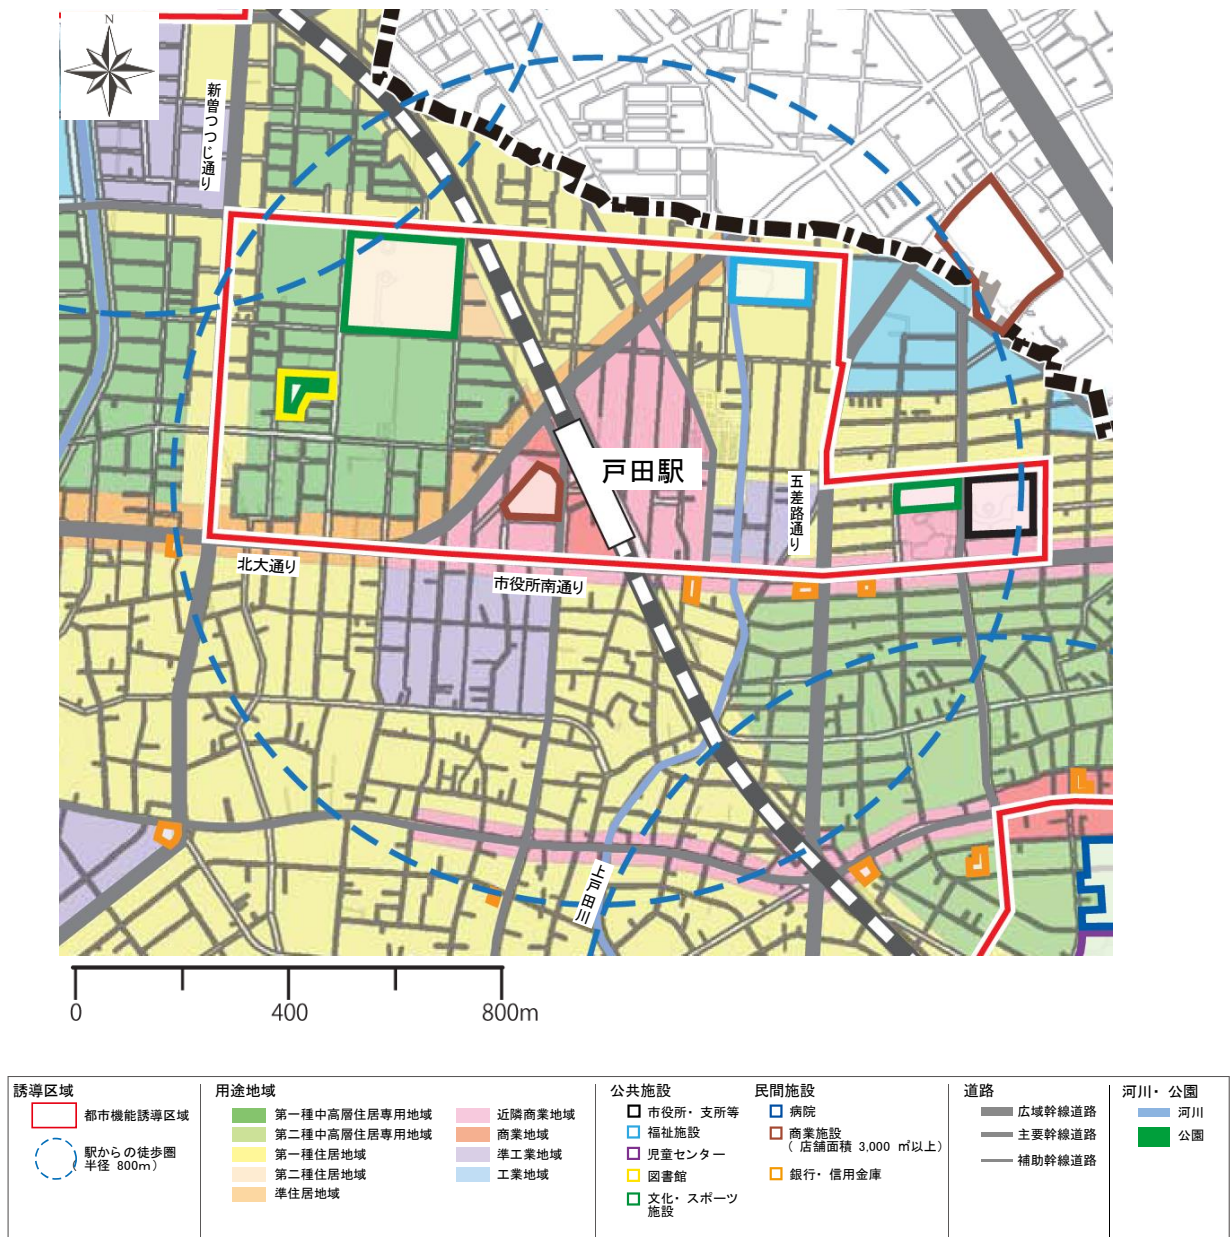 N
新曽つつじ通り
戸田駅
五差路通り
北大通り
市役所南通り
上戸田川
0
400
800m
誘導区域
都市機能誘導区域
駅からの徒歩圏
(半径 800m)
用途地域
第一種中高層住居専用地域
第二種中高層住居専用地域
第一種住居地域
第二種住居地域
準住居地域
近隣商業地域
商業地域
準工業地域
工業地域
公共施設
市役所・支所等
福祉施設
児童センター
図書館
文化・スポーツ
施設
民間施設
病院
商業施設
(店舗面積 3,000 ㎡以上)
銀行・信用金庫
道路
広域幹線道路
主要幹線道路
補助幹線道路
河川・公園
河川
公園